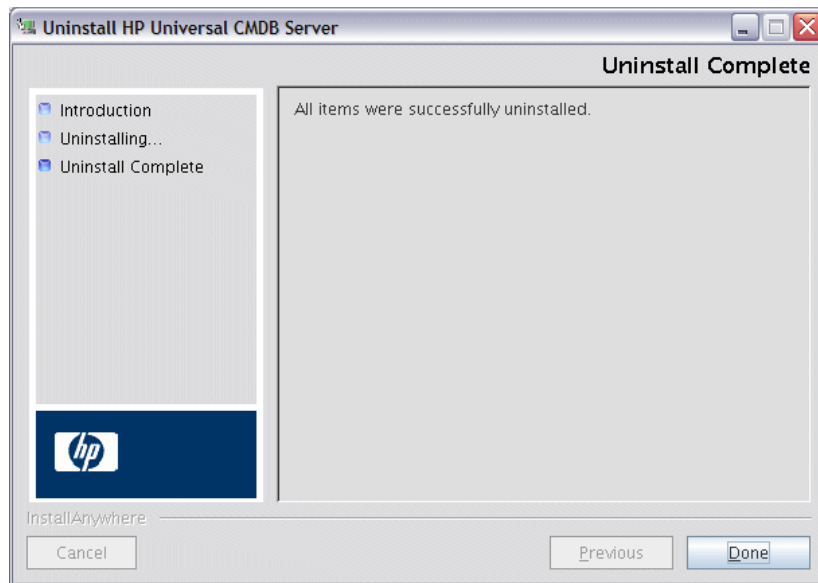 Uninstall HP Universal CMDB Server
Uninstall Complete
Introduction
Uninstalling...
Uninstall Complete
All items were successfully uninstalled.
hp
InstallAnywhere
Cancel
Previous
Done